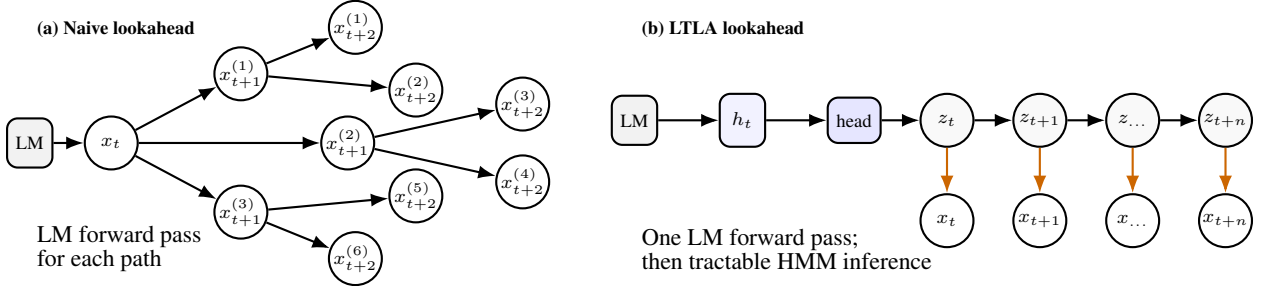 (a) Naive lookahead
x_{t+2}^{(1)}
x_{t+1}^{(1)}
x_{t+2}^{(2)}
x_{t+2}^{(3)}
LM
x_t
x_{t+1}^{(2)}
x_{t+2}^{(4)}
x_{t+2}^{(5)}
x_{t+1}^{(3)}
x_{t+2}^{(6)}
LM forward pass
for each path
(b) LTLA lookahead
LM
h_t
head
z_t
z_{t+1}
z_{...}
z_{t+n}
x_t
x_{t+1}
x_{...}
x_{t+n}
One LM forward pass;
then tractable HMM inference